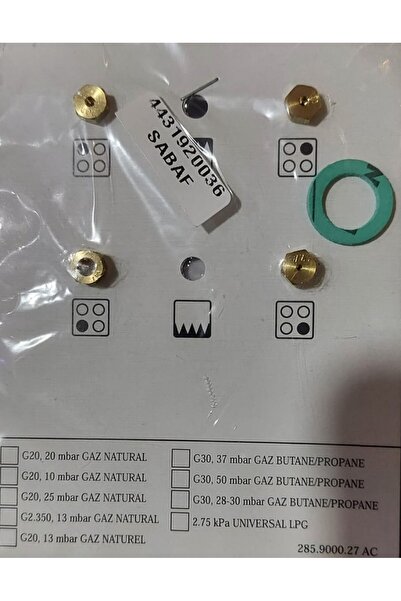 4431920036
SABAF
G20, 20 mbar GAZ NATURAL
G20, 10 mbar GAZ NATURAL
G20, 25 mbar GAZ NATURAL
G2.350, 13 mbar GAZ NATURAL
G20, 13 mbar GAZ NATUREL
G30, 37 mbar GAZ BUTANE/PROPANE
G30, 50 mbar GAZ BUTANE/PROPANE
G30, 28-30 mbar GAZ BUTANE/PROPANE
2.75 kPa UNIVERSAL LPG
285.9000.27 AC